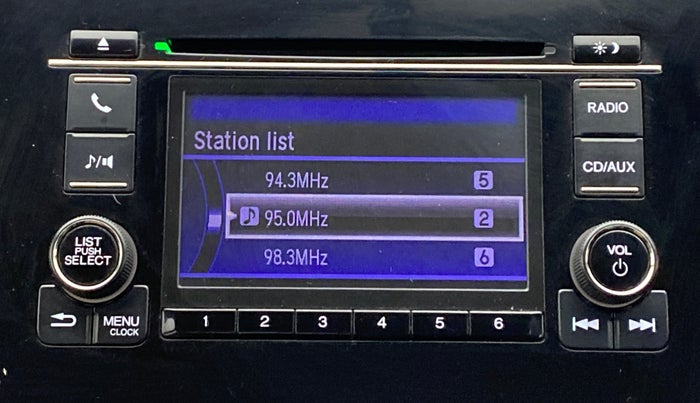 RADIO
Station list
94.3MHz 5
CD/AUX
95.0MHz 2
LIST
PUSH
SELECT
98.3MHz 6
VOL
MENU
CLOCK
1 2 3 4 5 6